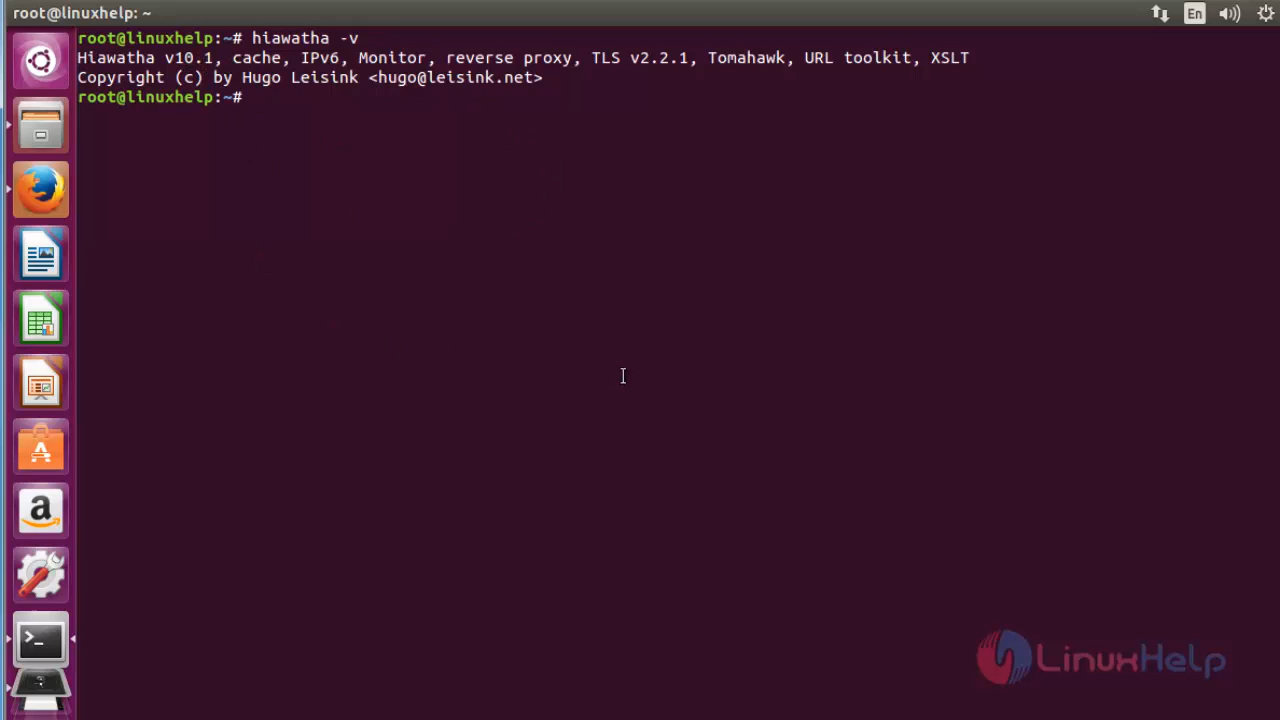 root@linuxhelp: ~
En
root@linuxhelp:~# hiawatha -v
Hiawatha v10.1, cache, IPv6, Monitor, reverse proxy, TLS v2.2.1, Tomahawk, URL toolkit, XSLT
Copyright (c) by Hugo Leisink <hugo@leisink.net>
root@linuxhelp:~#
LinuxHelp